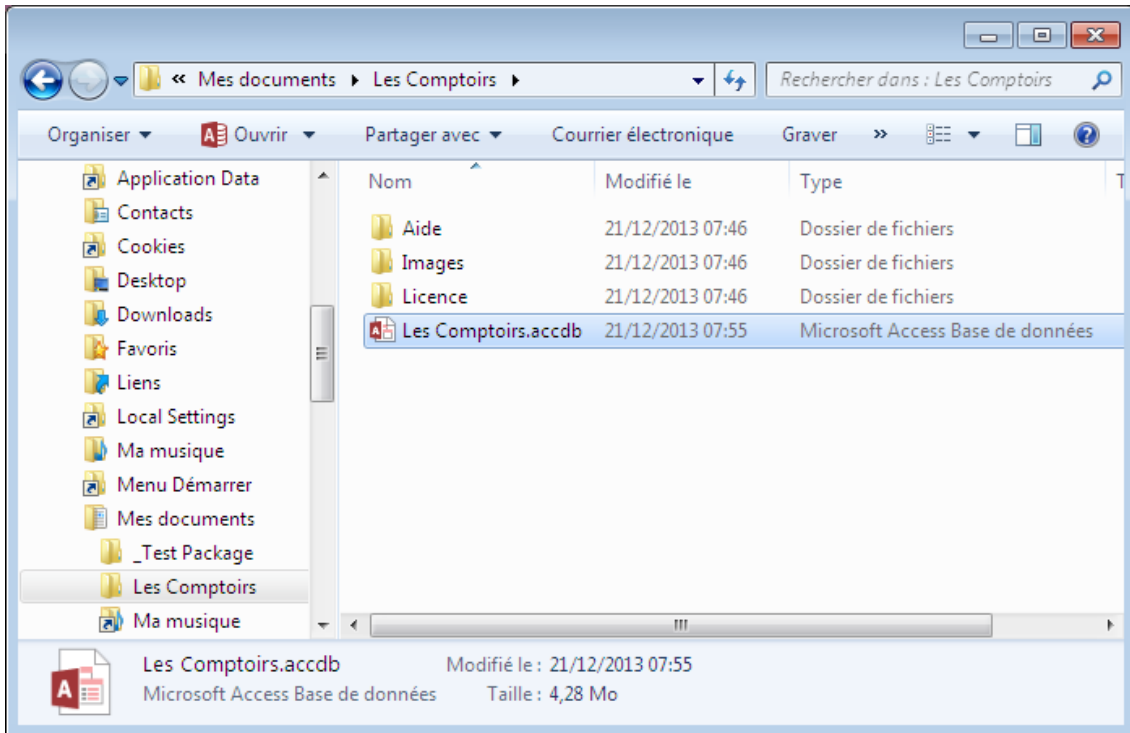 « Mes documents Les Comptoirs Rechercher dans : Les Comptoirs
Organiser Ouvrir Partager avec Courrier électronique Graver »
Nom Modifié le Type T
Application Data
Contacts
Cookies
Desktop
Downloads
Favoris
Liens
Local Settings
Ma musique
Menu Démarrer
Mes documents
_Test Package
Les Comptoirs
Ma musique
Aide 21/12/2013 07:46 Dossier de fichiers
Images 21/12/2013 07:46 Dossier de fichiers
Licence 21/12/2013 07:46 Dossier de fichiers
Les Comptoirs.accdb 21/12/2013 07:55 Microsoft Access Base de données
Les Comptoirs.accdb Modifié le : 21/12/2013 07:55
Microsoft Access Base de données Taille : 4,28 Mo